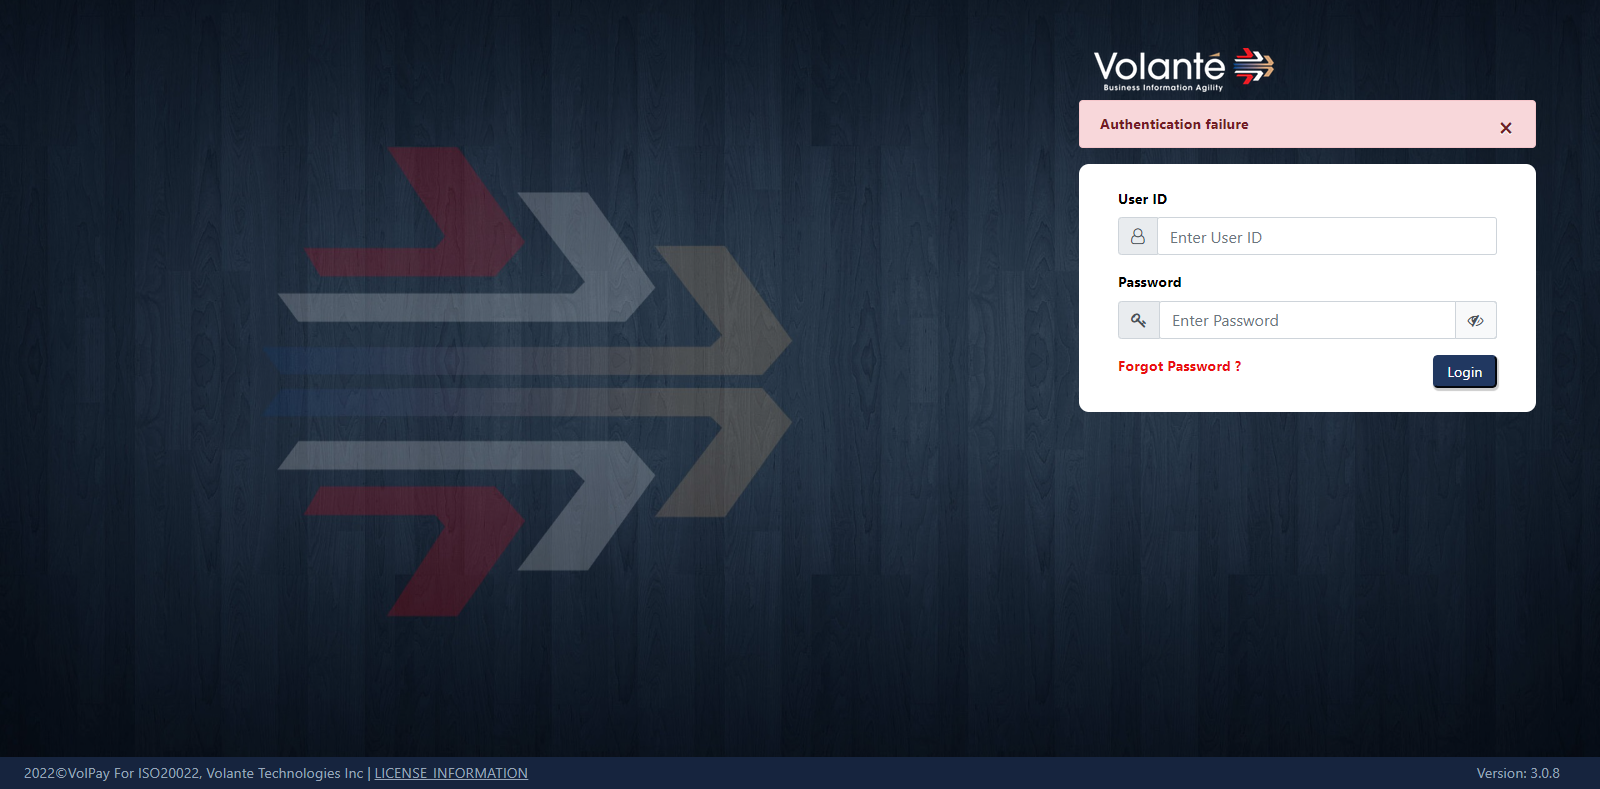 Volanté
Business Information Agility
Authentication failure
×
User ID
Enter User ID
Password
Enter Password
Forgot Password ?
Login
2022©VolPay For ISO20022, Volante Technologies Inc | LICENSE INFORMATION
Version: 3.0.8